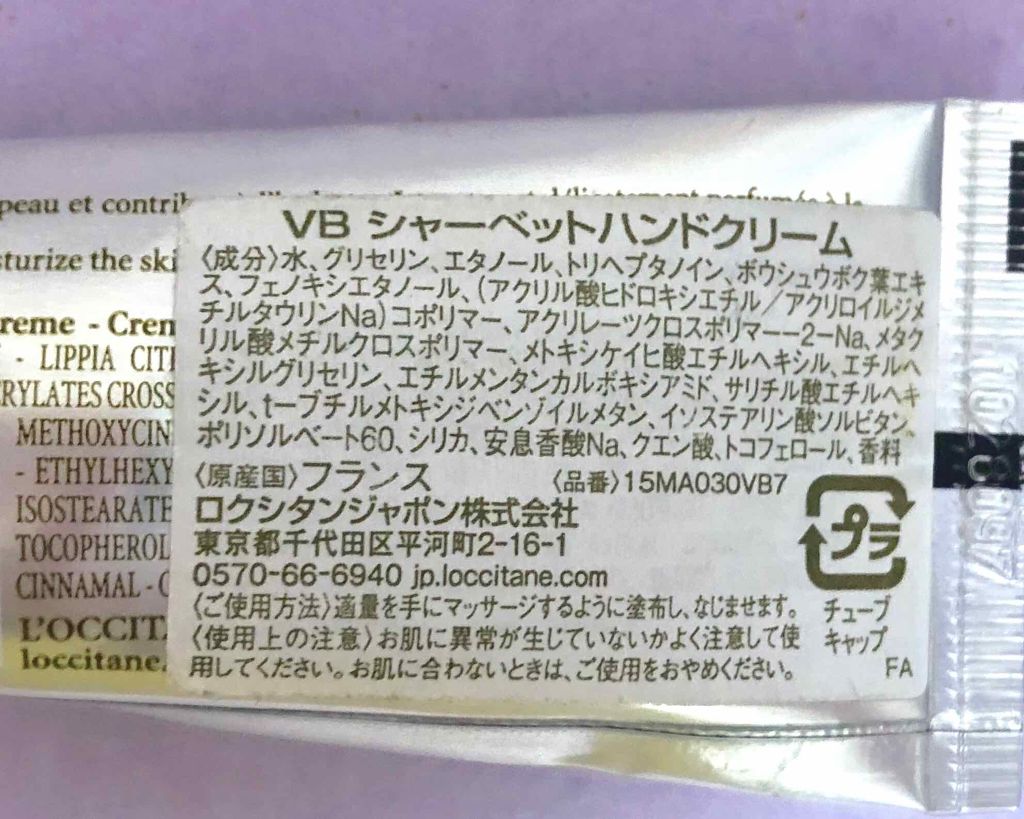 peau et contrib
VB シャーベットハンドクリーム
sturize the ski
〈成分〉水、グリセリン、エタノール、トリヘプタノイン、ボウシュウボク葉エキ
ス、フェノキシエタノール、(アクリル酸ヒドロキシエチル/アクリロイルジメ
チルタウリンNa)コポリマー、アクリレーツクロスポリマー–2–Na、メタク
リル酸メチルクロスポリマー、メトキシケイヒ酸エチルヘキシル、エチルヘ
キシルグリセリン、エチルメンタンカルボキシアミド、サリチル酸エチルヘキ
シル、t–ブチルメトキシジベンゾイルメタン、イソステアリン酸ソルビタン、
ポリソルベート60、シリカ、安息香酸Na、クエン酸、トコフェロール、香料
〈原産国〉フランス 〈品番〉15MA030VB7
ロクシタンジャポン株式会社
東京都千代田区平河町2-16-1
0570-66-6940 jp.loccitane.com
〈ご使用方法〉適量を手にマッサージするように塗布し、なじませます。
〈使用上の注意〉お肌に異常が生じていないかよく注意して使
用してください。お肌に合わないときは、ご使用をおやめください。
プラ
チューブ
キャップ
FA
reme - Crem
- LIPPIA CIT
CRYLATES CROSS
METHOXYCIN
- ETHYLHEXY
ISOSTEARATE
TOCOPHEROL
CINNAMAL - C
L'OCCIT
loccitane.